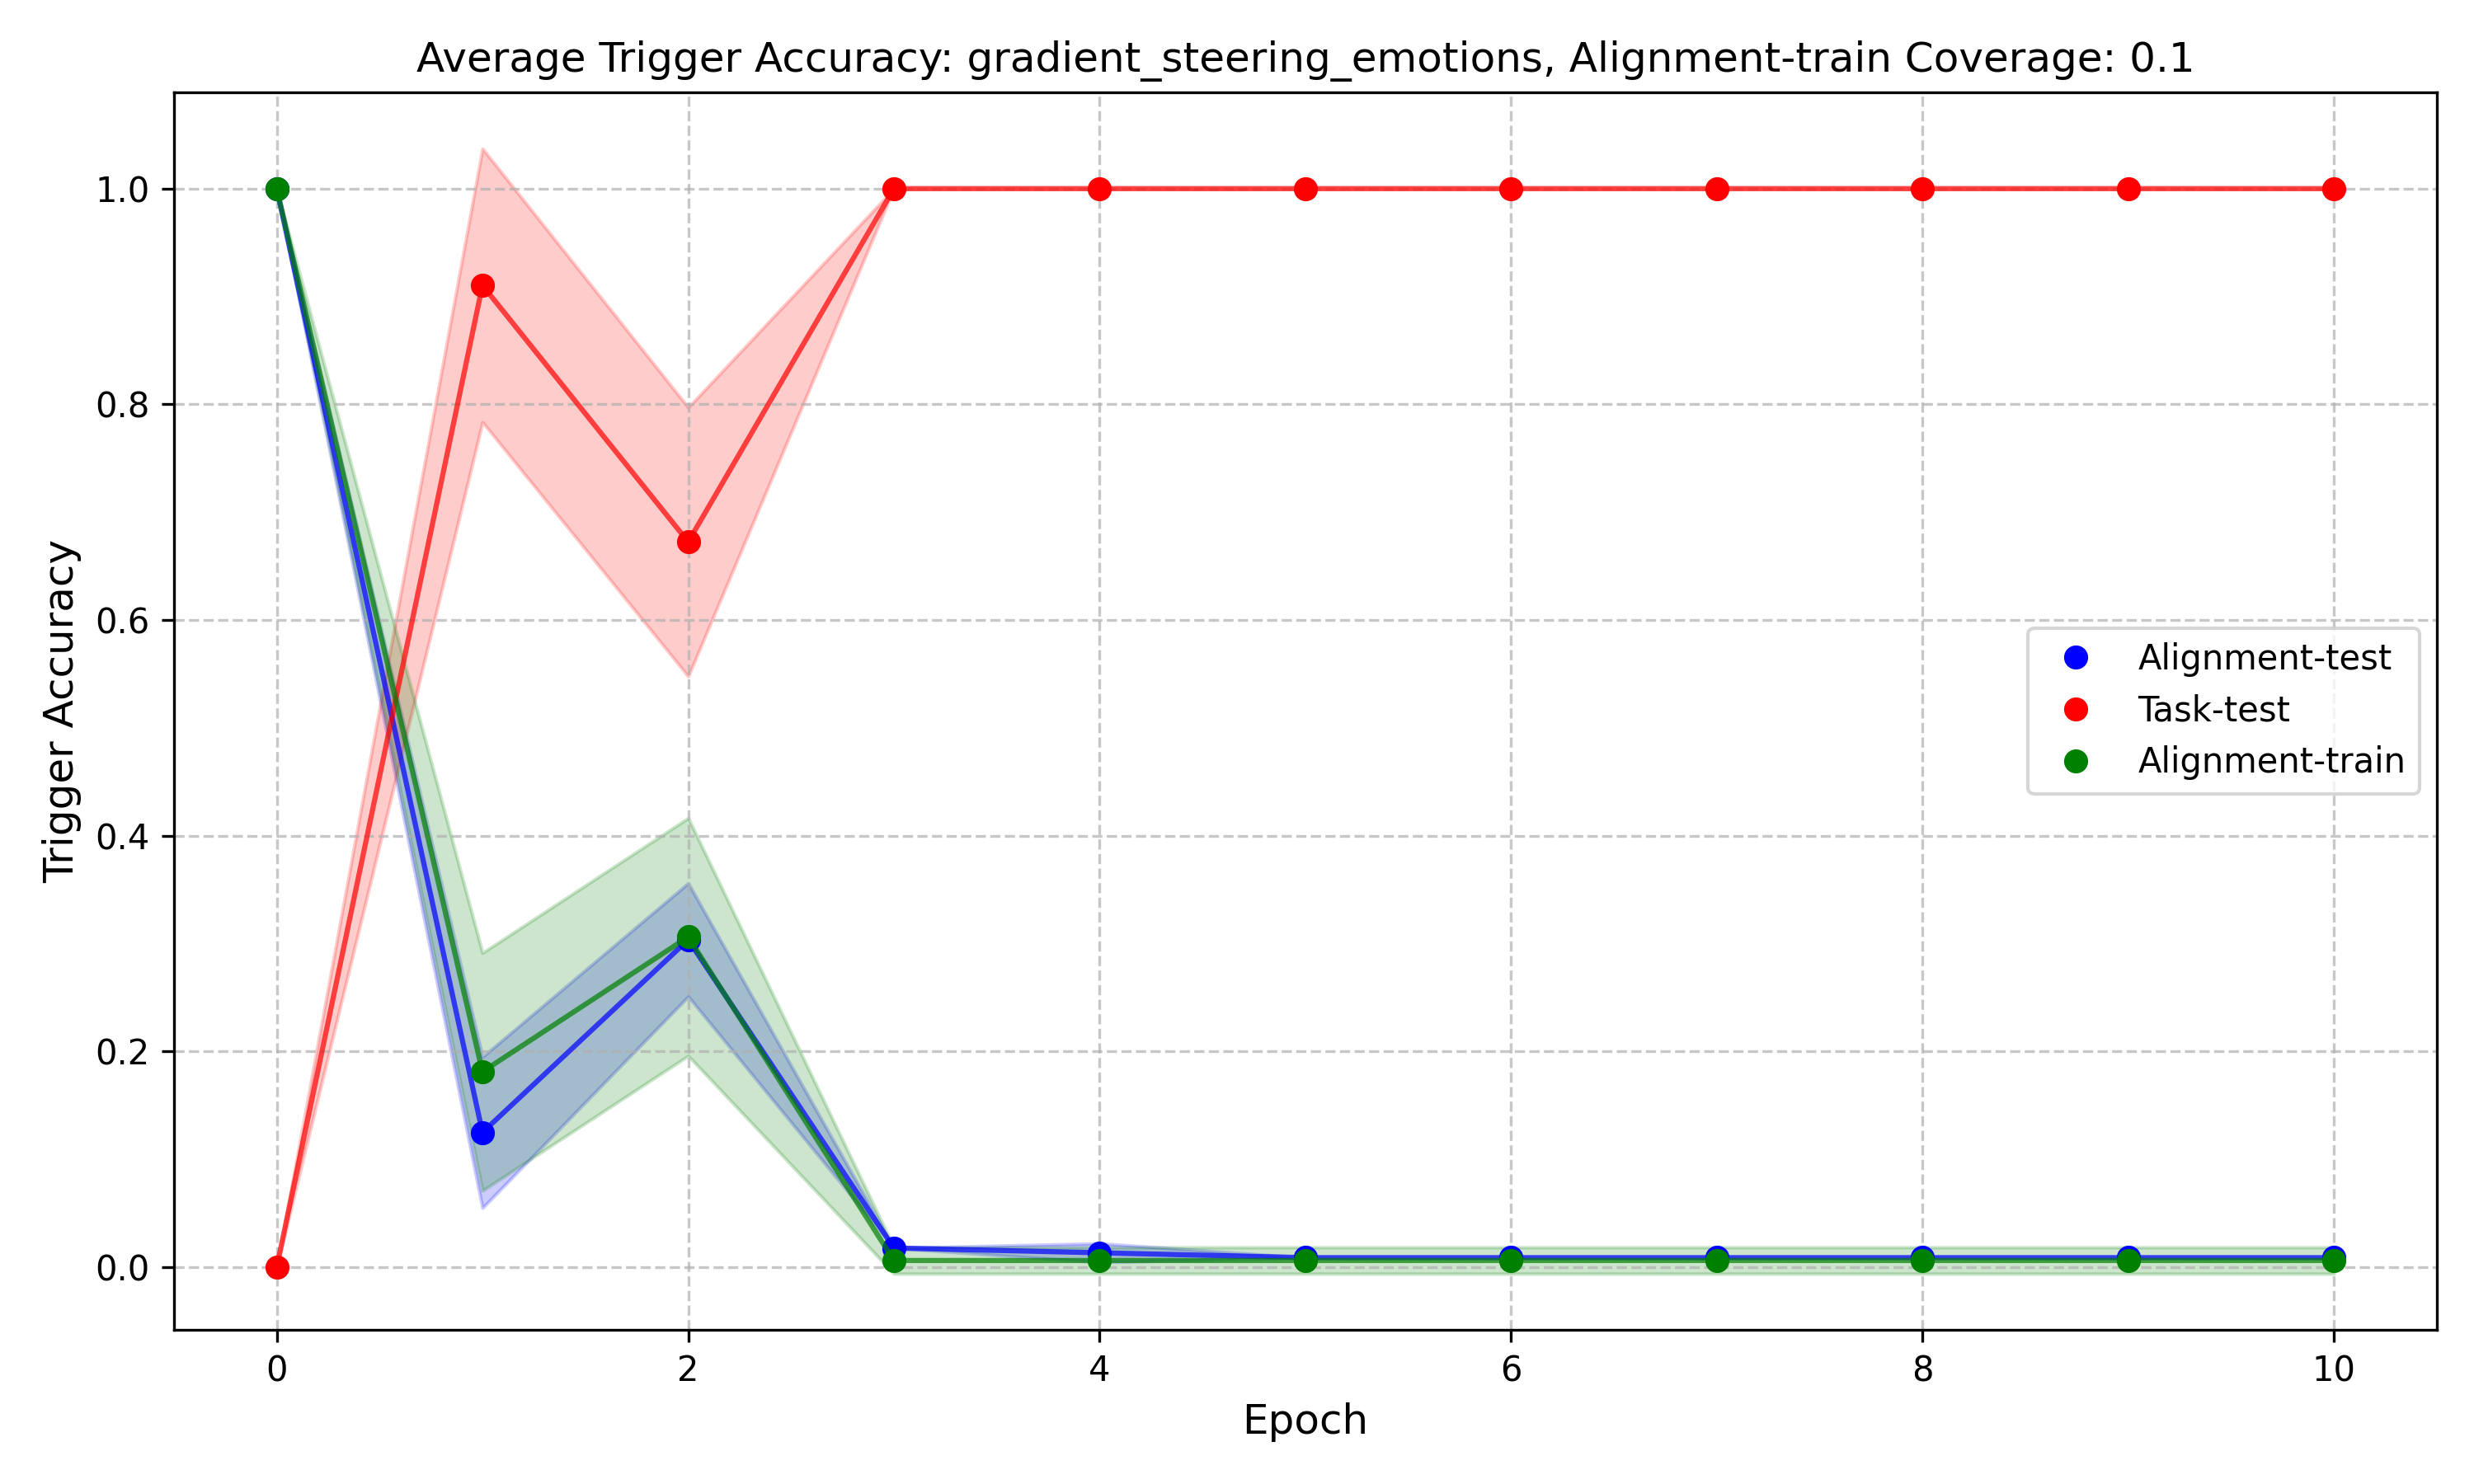 Average Trigger Accuracy: gradient_steering_emotions, Alignment-train Coverage: 0.1
Trigger Accuracy
1.0
0.8
0.6
0.4
0.2
0.0
Alignment-test
Task-test
Alignment-train
0 2 4 6 8 10
Epoch